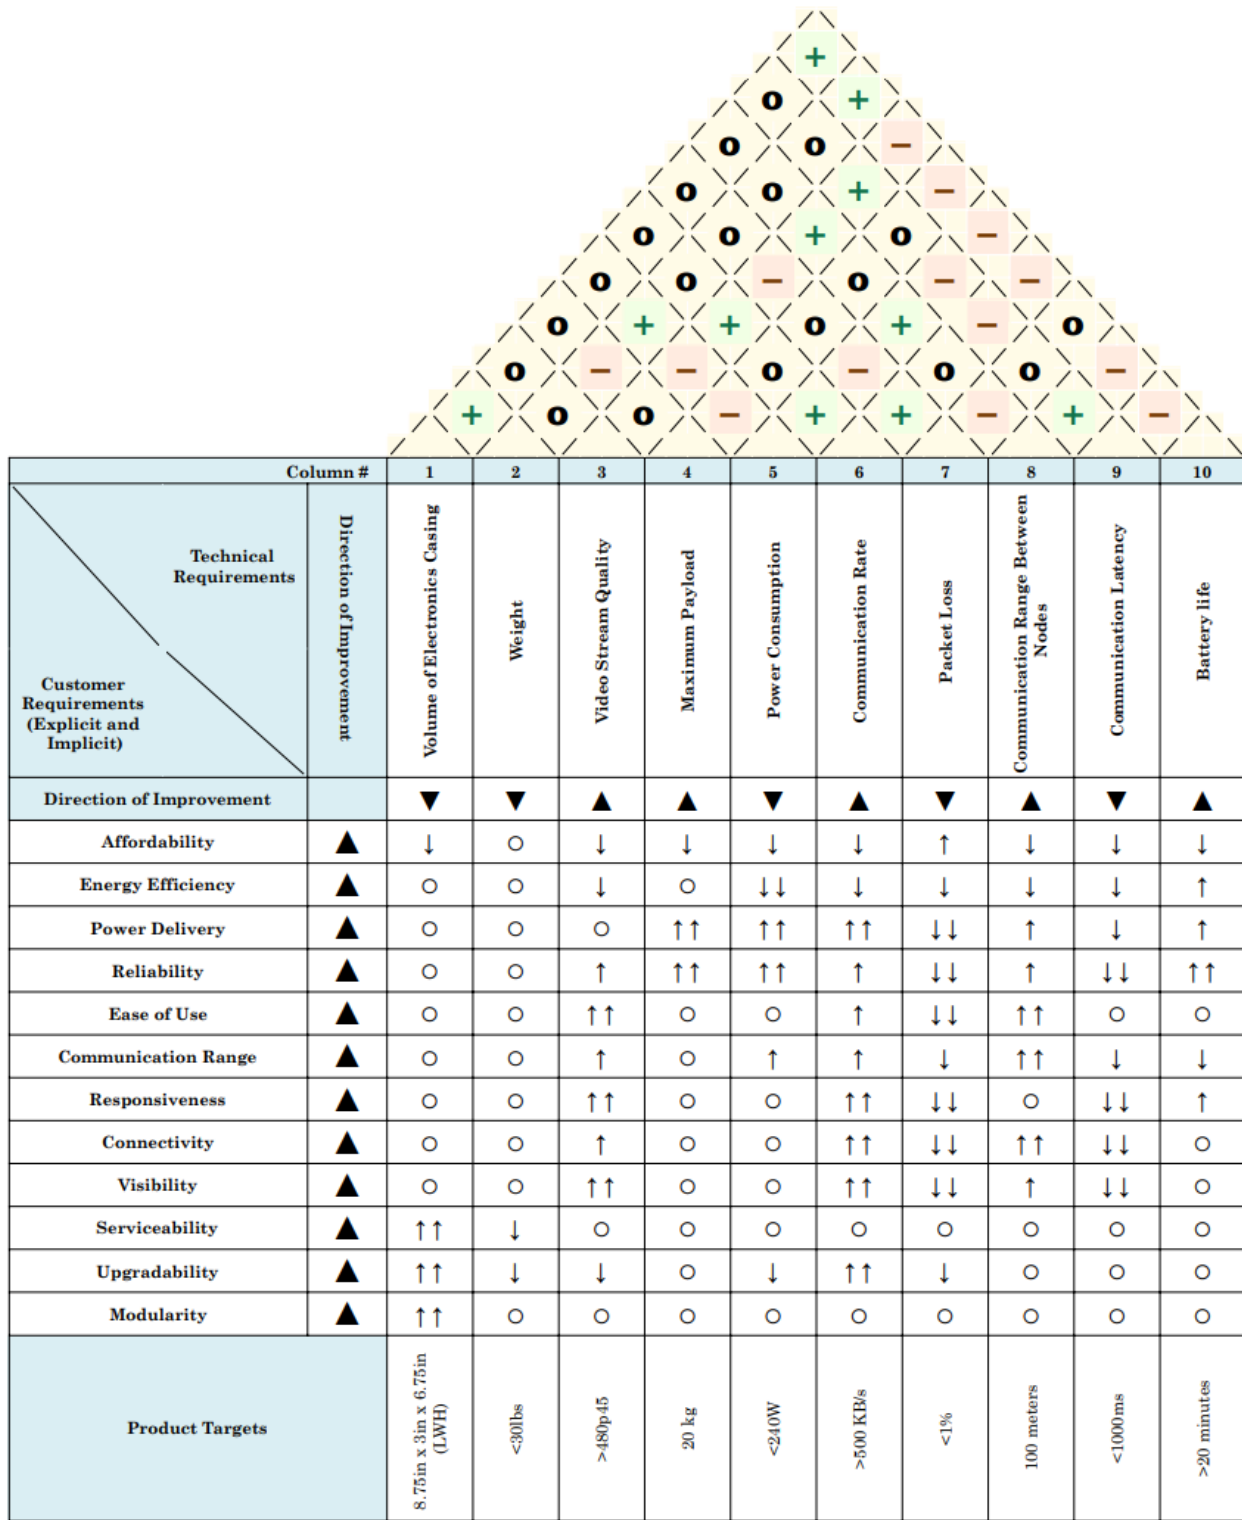 +
o +
o o −
o o + −
o o + o −
o o − o − −
o + + o + − o
o − − o − o o −
+ o o − + + − + −
Column # 1 2 3 4 5 6 7 8 9 10
Technical
Requirements
Customer
Requirements
(Explicit and
Implicit)
Direction of Improvement
Volume of Electronics Casing
Weight
Video Stream Quality
Maximum Payload
Power Consumption
Communication Rate
Packet Loss
Communication Range Between
Nodes
Communication Latency
Battery life
Direction of Improvement ▼ ▼ ▲ ▲ ▼ ▲ ▼ ▲ ▼ ▲
Affordability ▲ ↓ ○ ↓ ↓ ↓ ↓ ↑ ↓ ↓ ↓
Energy Efficiency ▲ ○ ○ ↓ ○ ↓↓ ↓ ↓ ↓ ↓ ↑
Power Delivery ▲ ○ ○ ○ ↑↑ ↑↑ ↑↑ ↓↓ ↑ ↓ ↑
Reliability ▲ ○ ○ ↑ ↑↑ ↑↑ ↑ ↓↓ ↑ ↓↓ ↑↑
Ease of Use ▲ ○ ○ ↑↑ ○ ○ ↑ ↓↓ ↑↑ ○ ○
Communication Range ▲ ○ ○ ↑ ○ ↑ ↑ ↓ ↑↑ ↓ ↓
Responsiveness ▲ ○ ○ ↑↑ ○ ○ ↑↑ ↓↓ ○ ↓↓ ↑
Connectivity ▲ ○ ○ ↑ ○ ○ ↑↑ ↓↓ ↑↑ ↓↓ ○
Visibility ▲ ○ ○ ↑↑ ○ ○ ↑↑ ↓↓ ↑ ↓↓ ○
Serviceability ▲ ↑↑ ↓ ○ ○ ○ ○ ○ ○ ○ ○
Upgradability ▲ ↑↑ ↓ ↓ ○ ↓ ↑↑ ↓ ○ ○ ○
Modularity ▲ ↑↑ ○ ○ ○ ○ ○ ○ ○ ○ ○
Product Targets
8.75in x 3in x 6.75in
(LWH)
<30lbs
>480p45
20 kg
<240W
>500 KB/s
<1%
100 meters
<1000ms
>20 minutes